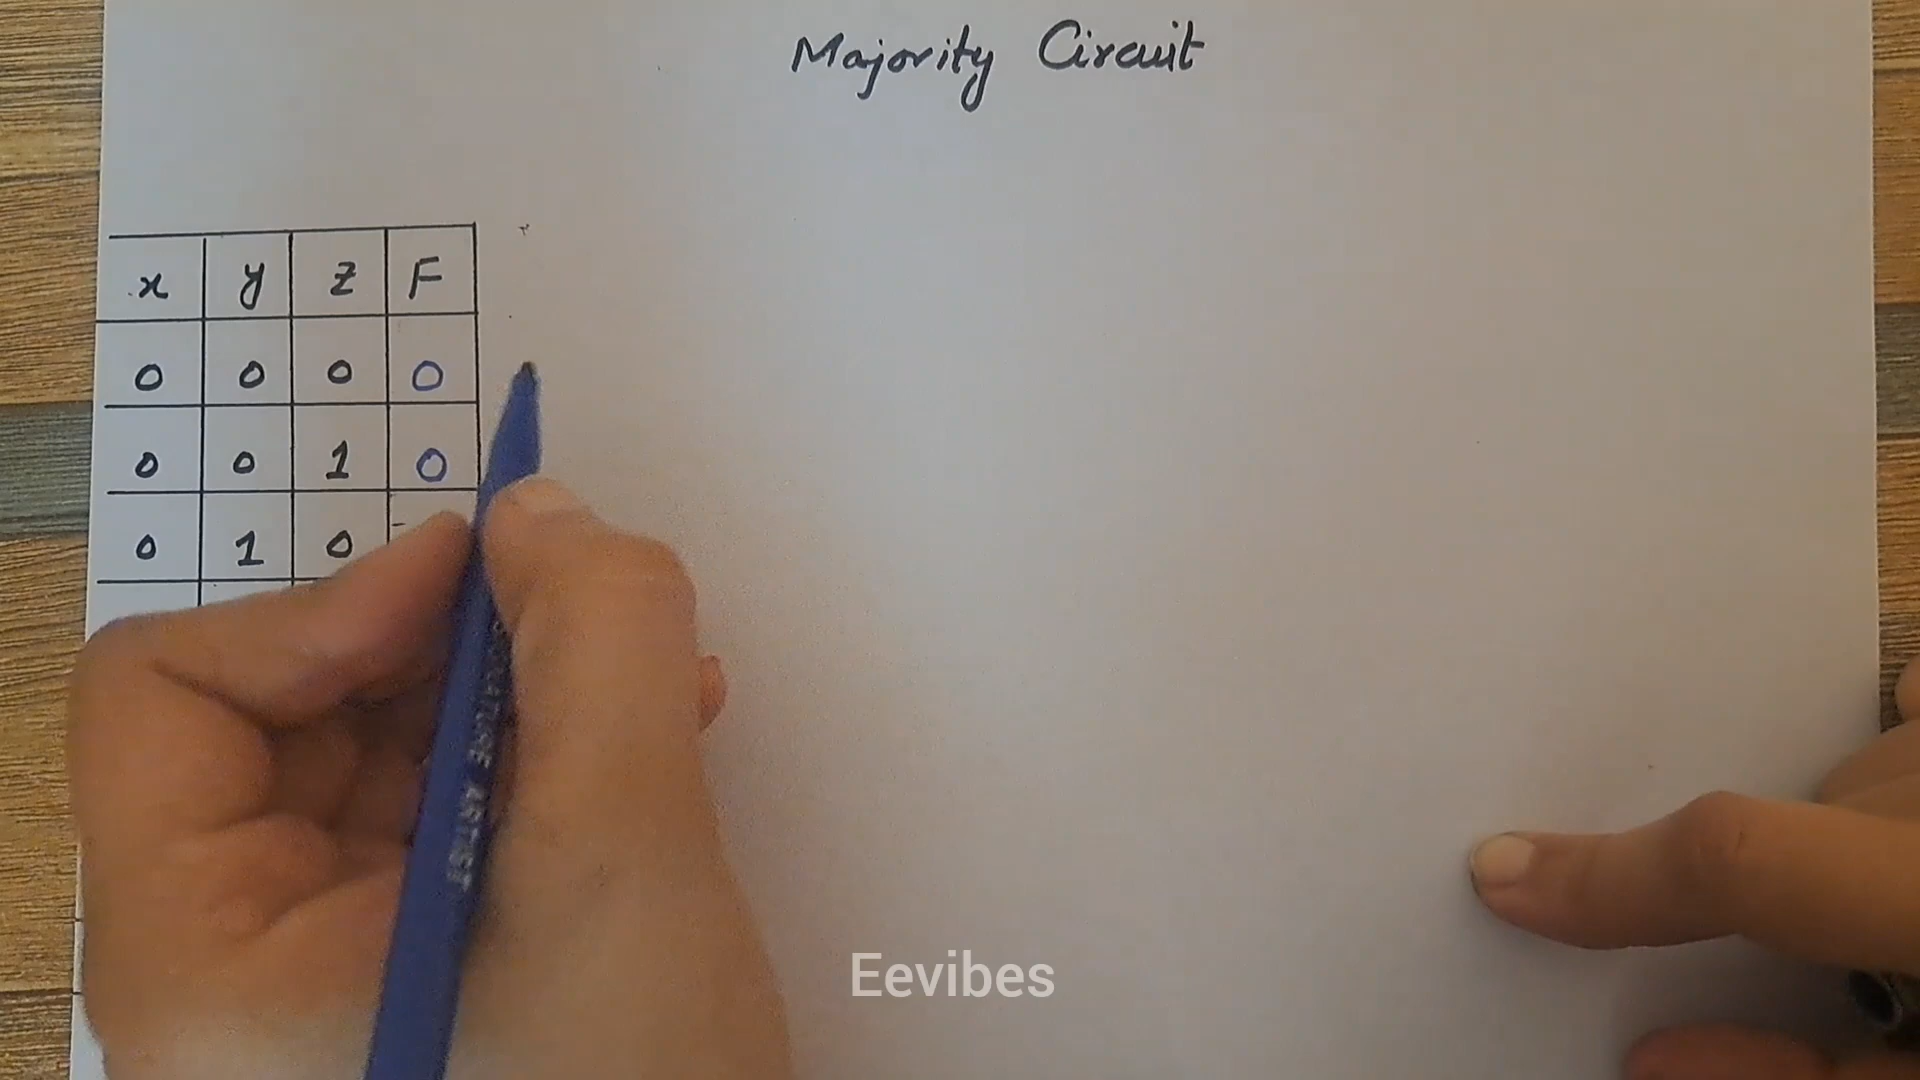 Majority Circuit
x y z F
0 0 0 0
0 0 1 0
0 1 0
Eevibes